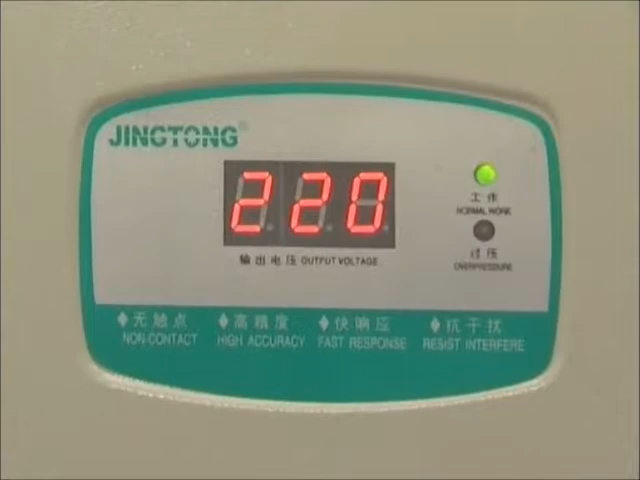 JINGTONG
220
工作
NORMAL WORK
过压
OVERPRESSURE
输出电压 OUTPUT VOLTAGE
♦无触点 ♦高精度 ♦快响应 ♦抗干扰
NON-CONTACT HIGH ACCURACY FAST RESPONSE RESIST INTERFERE